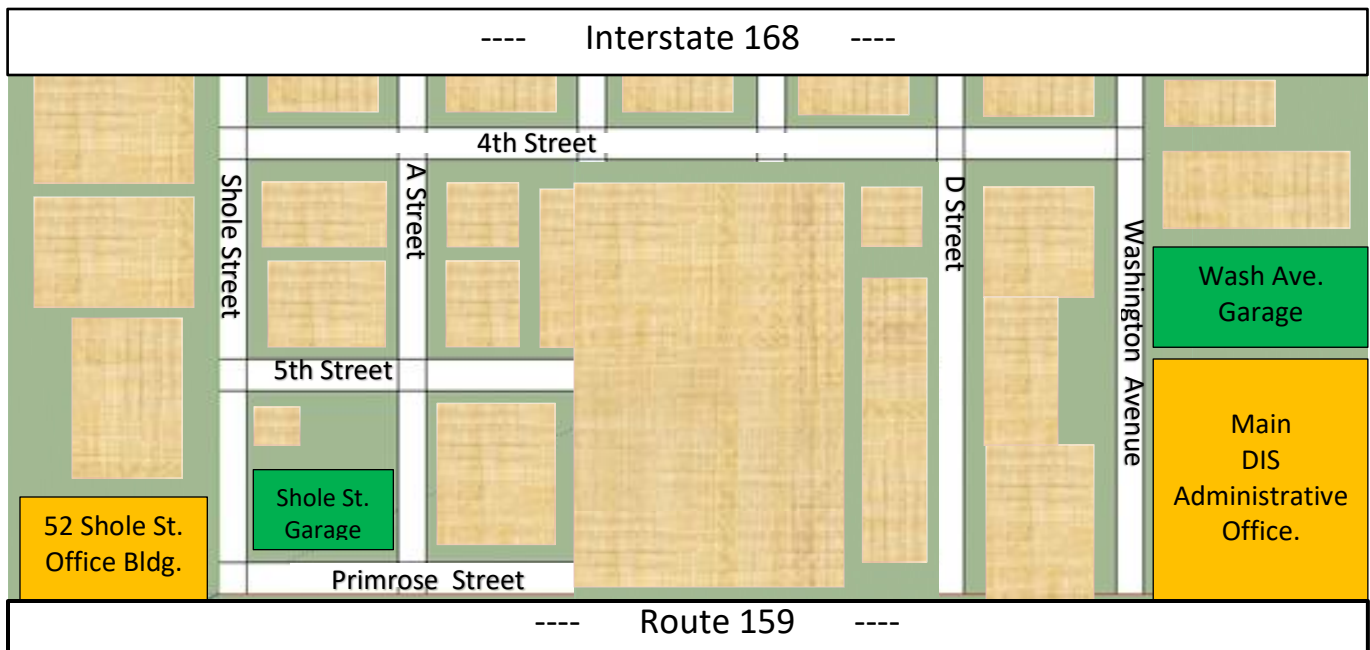 ---- Interstate 168 ----
4th Street
Shole Street
A Street
D Street
Washington Avenue
Wash Ave.
Garage
5th Street
Main
DIS
Administrative
Office.
Shole St.
Garage
52 Shole St.
Office Bldg.
Primrose Street
---- Route 159 ----